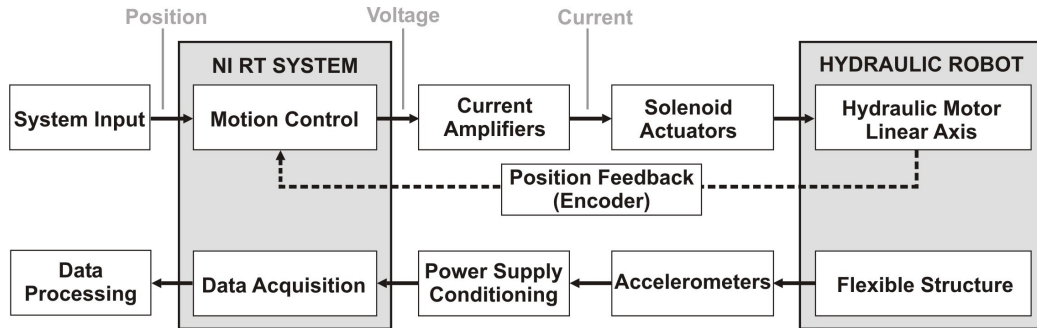 Position
Voltage
Current
NI RT SYSTEM
HYDRAULIC ROBOT
System Input
Motion Control
Current
Amplifiers
Solenoid
Actuators
Hydraulic Motor
Linear Axis
Position Feedback
(Encoder)
Data
Processing
Data Acquisition
Power Supply
Conditioning
Accelerometers
Flexible Structure